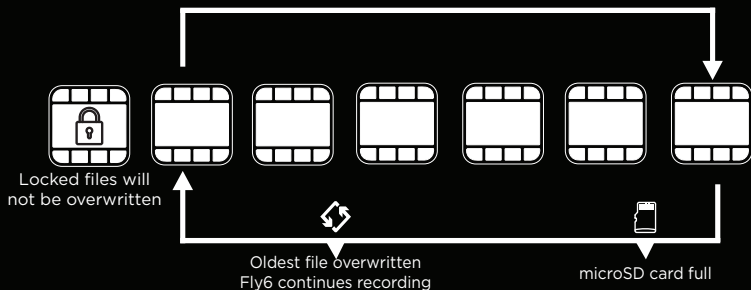 Locked files will
not be overwritten
Oldest file overwritten
Fly6 continues recording
microSD card full